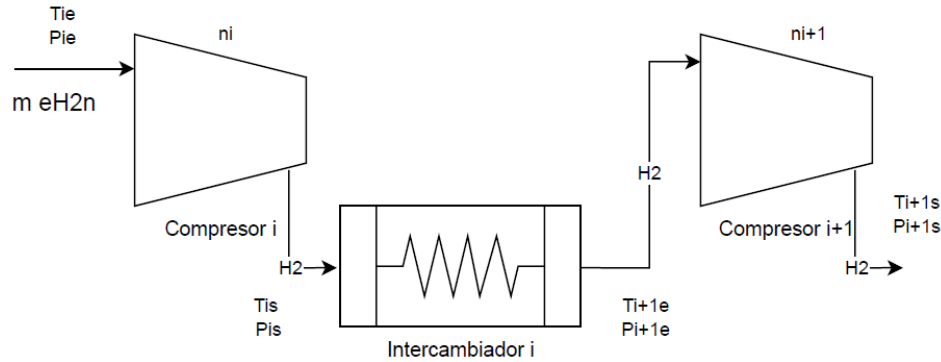 Tie
Pie
m eH2n
ni
Compresor i
H2
Tis
Pis
Intercambiador i
Ti+1e
Pi+1e
H2
ni+1
Compresor i+1
H2
Ti+1s
Pi+1s